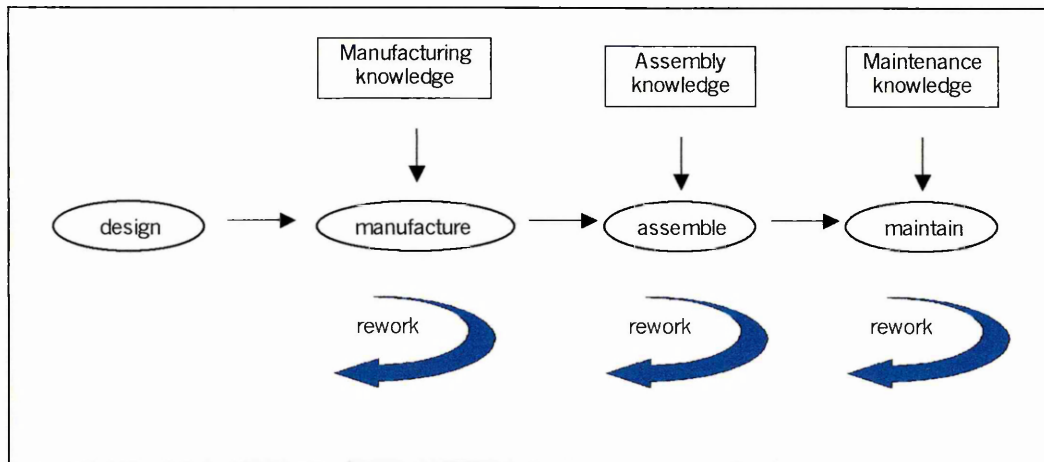 Manufacturing
knowledge
Assembly
knowledge
Maintenance
knowledge
design
manufacture
assemble
maintain
rework
rework
rework